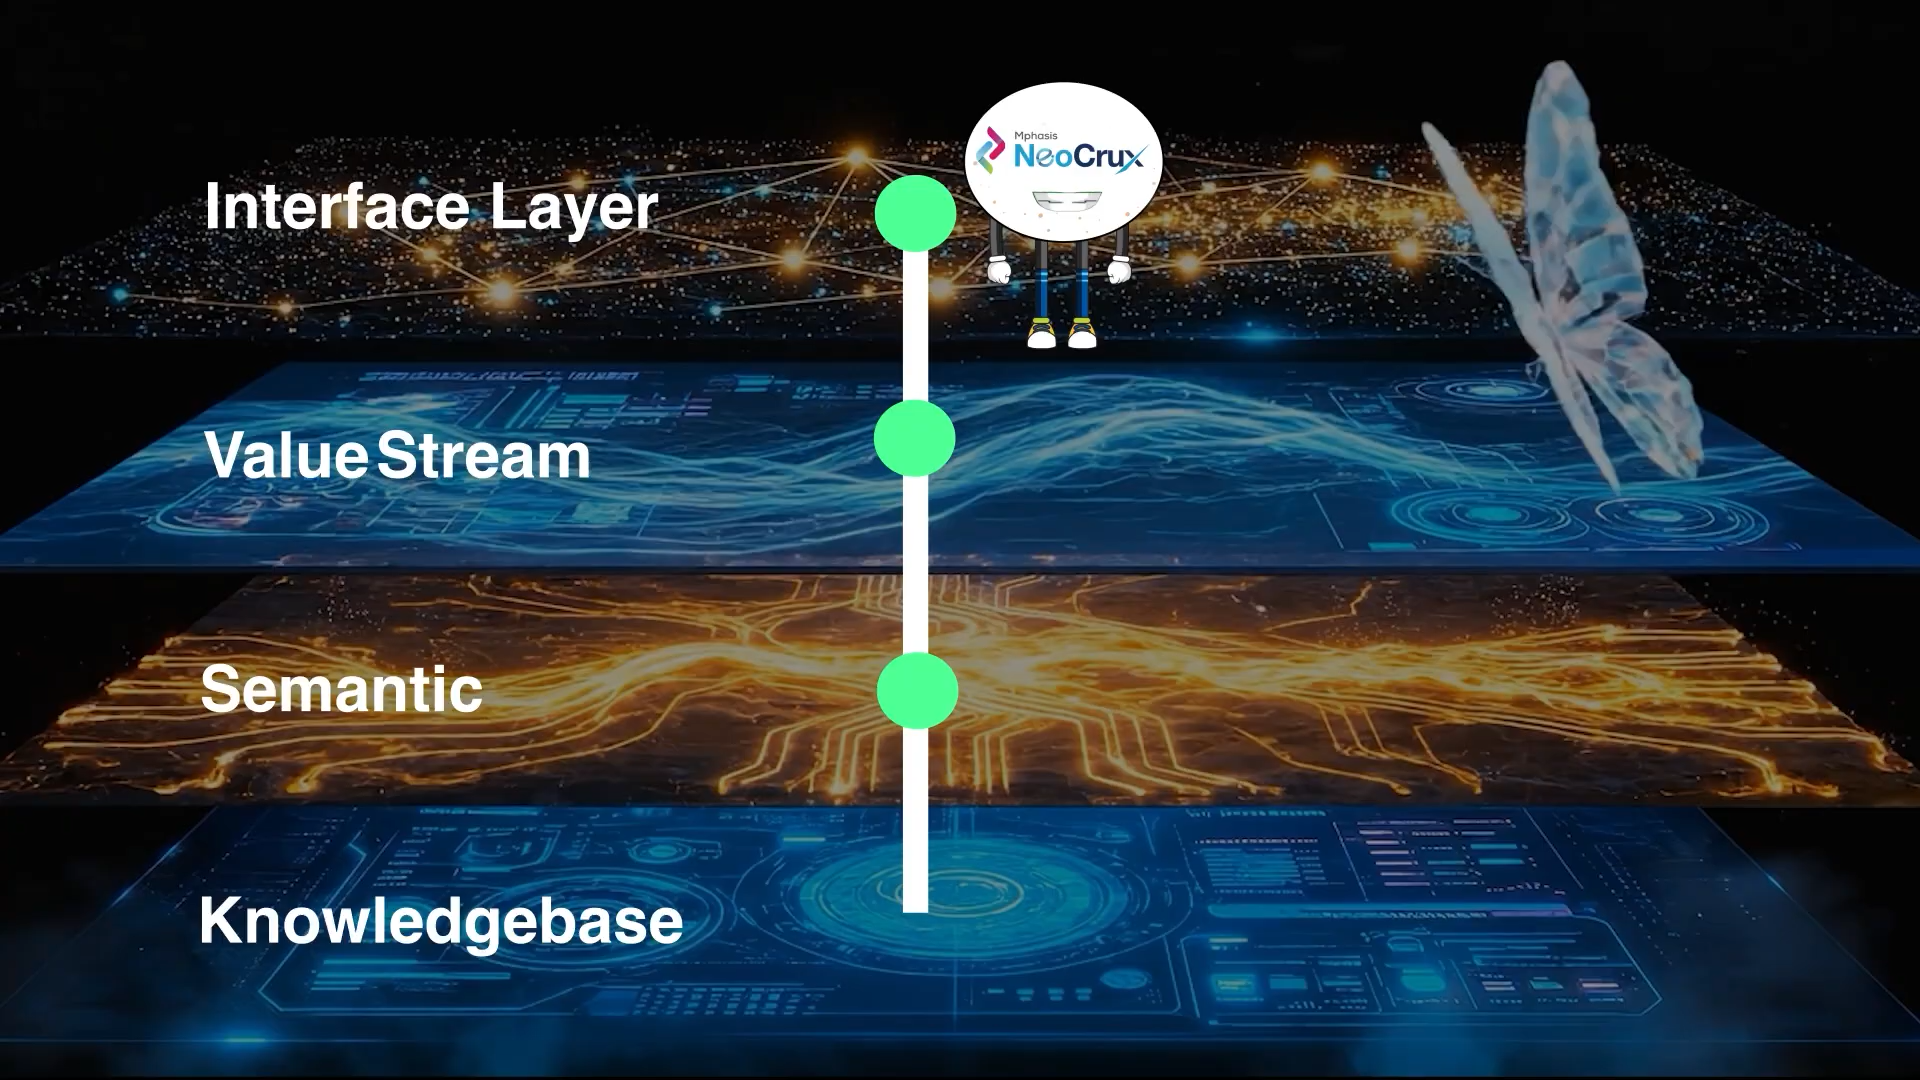 Mphasis
NeoCrux
Interface Layer
Value Stream
Semantic
Knowledgebase